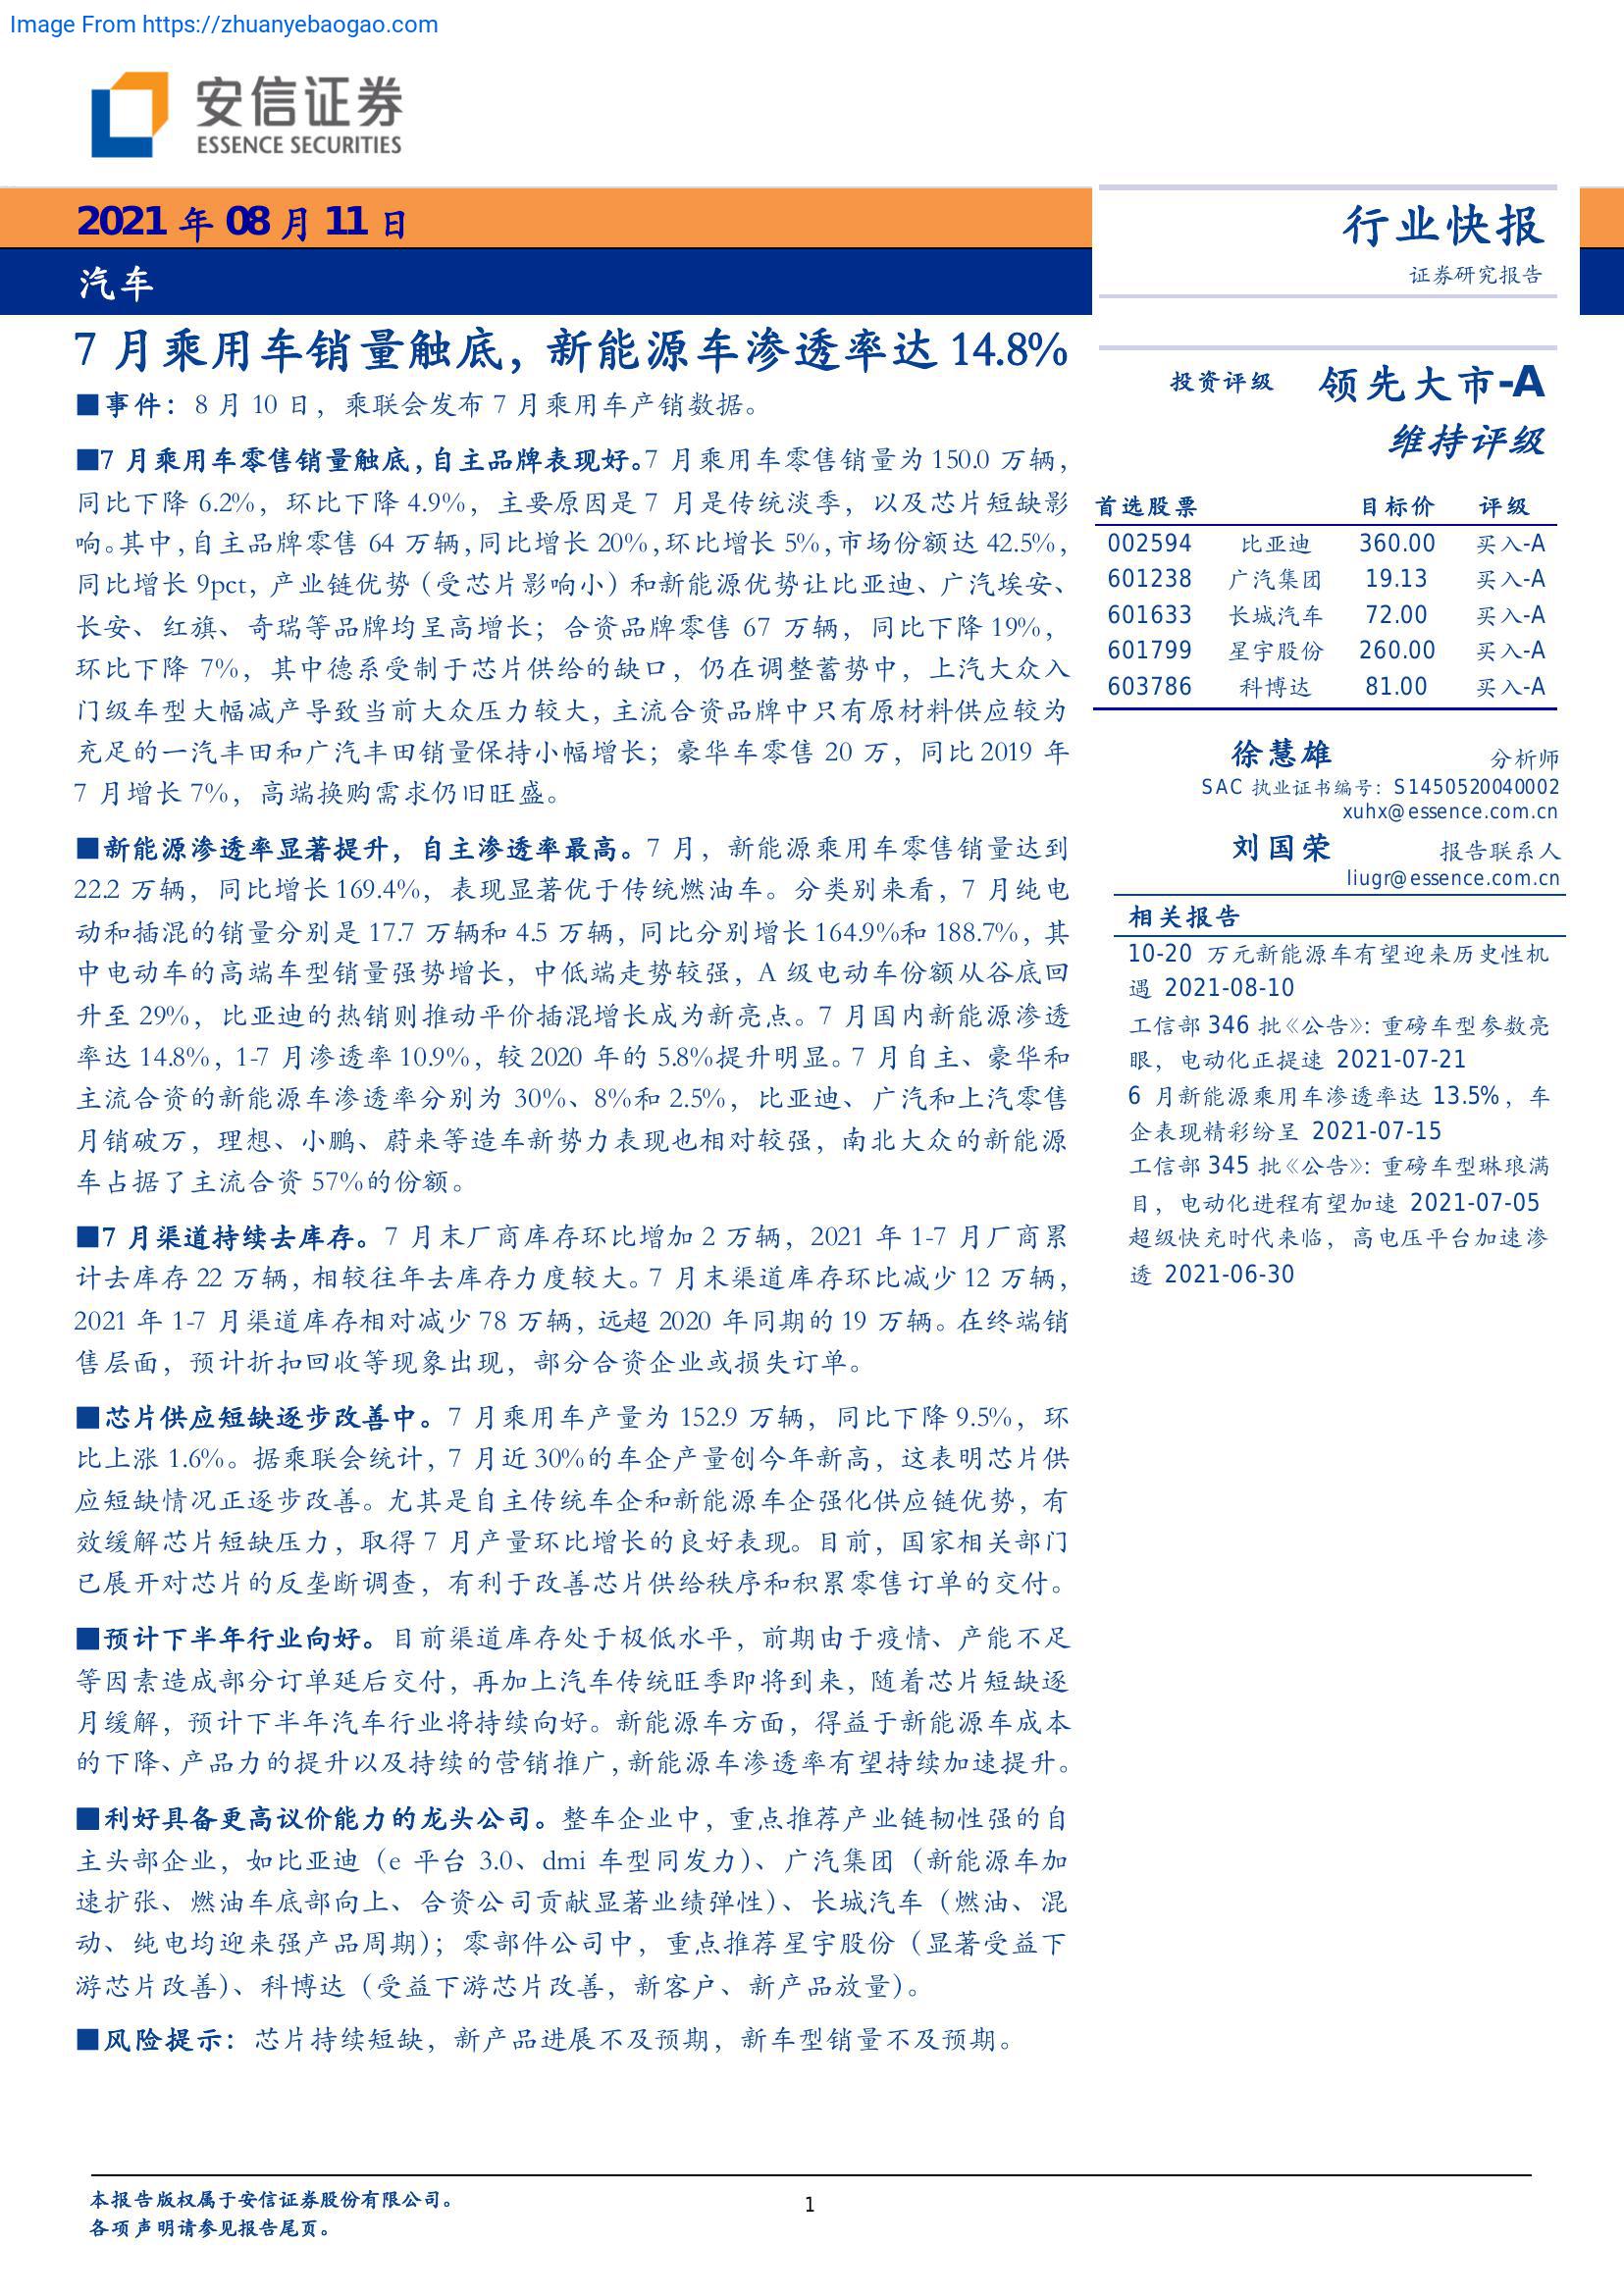 Image From https://zhuanyebaogao.com
安信证券
ESSENCE SECURITIES
2021 年 08 月 11 日
汽车
行业快报
证券研究报告
7 月乘用车销量触底，新能源车渗透率达 14.8%
■事件：8 月 10 日，乘联会发布 7 月乘用车产销数据。
■7 月乘用车零售销量触底，自主品牌表现好。7 月乘用车零售销量为 150.0 万辆，
同比下降 6.2%，环比下降 4.9%，主要原因是 7 月是传统淡季，以及芯片短缺影
响。其中，自主品牌零售 64 万辆，同比增长 20%，环比增长 5%，市场份额达 42.5%，
同比增长 9pct，产业链优势（受芯片影响小）和新能源优势让比亚迪、广汽埃安、
长安、红旗、奇瑞等品牌均呈高增长；合资品牌零售 67 万辆，同比下降 19%，
环比下降 7%，其中德系受制于芯片供给的缺口，仍在调整蓄势中，上汽大众入
门级车型大幅减产导致当前大众压力较大，主流合资品牌中只有原材料供应较为
充足的一汽丰田和广汽丰田销量保持小幅增长；豪华车零售 20 万，同比 2019 年
7 月增长 7%，高端换购需求仍旧旺盛。
■新能源渗透率显著提升，自主渗透率最高。7 月，新能源乘用车零售销量达到
22.2 万辆，同比增长 169.4%，表现显著优于传统燃油车。分类别来看，7 月纯电
动和插混的销量分别是 17.7 万辆和 4.5 万辆，同比分别增长 164.9%和 188.7%，其
中电动车的高端车型销量强势增长，中低端走势较强，A 级电动车份额从谷底回
升至 29%，比亚迪的热销则推动平价插混增长成为新亮点。7 月国内新能源渗透
率达 14.8%，1-7 月渗透率 10.9%，较 2020 年的 5.8%提升明显。7 月自主、豪华和
主流合资的新能源车渗透率分别为 30%、8%和 2.5%，比亚迪、广汽和上汽零售
月销破万，理想、小鹏、蔚来等造车新势力表现也相对较强，南北大众的新能源
车占据了主流合资 57%的份额。
■7 月渠道持续去库存。7 月末厂商库存环比增加 2 万辆，2021 年 1-7 月厂商累
计去库存 22 万辆，相较往年去库存力度较大。7 月末渠道库存环比减少 12 万辆，
2021 年 1-7 月渠道库存相对减少 78 万辆，远超 2020 年同期的 19 万辆。在终端销
售层面，预计折扣回收等现象出现，部分合资企业或损失订单。
■芯片供应短缺逐步改善中。7 月乘用车产量为 152.9 万辆，同比下降 9.5%，环
比上涨 1.6%。据乘联会统计，7 月近 30%的车企产量创今年新高，这表明芯片供
应短缺情况正逐步改善。尤其是自主传统车企和新能源车企强化供应链优势，有
效缓解芯片短缺压力，取得 7 月产量环比增长的良好表现。目前，国家相关部门
已展开对芯片的反垄断调查，有利于改善芯片供给秩序和积累零售订单的交付。
■预计下半年行业向好。目前渠道库存处于极低水平，前期由于疫情、产能不足
等因素造成部分订单延后交付，再加上汽车传统旺季即将到来，随着芯片短缺逐
月缓解，预计下半年汽车行业将持续向好。新能源车方面，得益于新能源车成本
的下降、产品力的提升以及持续的营销推广，新能源车渗透率有望持续加速提升。
■利好具备更高议价能力的龙头公司。整车企业中，重点推荐产业链韧性强的自
主头部企业，如比亚迪（e 平台 3.0、dmi 车型同发力）、广汽集团（新能源车加
速扩张、燃油车底部向上、合资公司贡献显著业绩弹性）、长城汽车（燃油、混
动、纯电均迎来强产品周期）；零部件公司中，重点推荐星宇股份（显著受益下
游芯片改善）、科博达（受益下游芯片改善，新客户、新产品放量）。
■风险提示：芯片持续短缺，新产品进展不及预期，新车型销量不及预期。
投资评级 领先大市-A
维持评级
首选股票 目标价 评级
002594 比亚迪 360.00 买入-A
601238 广汽集团 19.13 买入-A
601633 长城汽车 72.00 买入-A
601799 星宇股份 260.00 买入-A
603786 科博达 81.00 买入-A
徐慧雄 分析师
SAC 执业证书编号：S1450520040002
xuhx@essence.com.cn
刘国荣 报告联系人
liugr@essence.com.cn
相关报告
10-20 万元新能源车有望迎来历史性机
遇 2021-08-10
工信部 346 批《公告》：重磅车型参数亮
眼，电动化正提速 2021-07-21
6 月新能源乘用车渗透率达 13.5%，车
企表现精彩纷呈 2021-07-15
工信部 345 批《公告》：重磅车型琳琅满
目，电动化进程有望加速 2021-07-05
超级快充时代来临，高电压平台加速渗
透 2021-06-30
本报告版权属于安信证券股份有限公司。
各项声明请参见报告尾页。
1